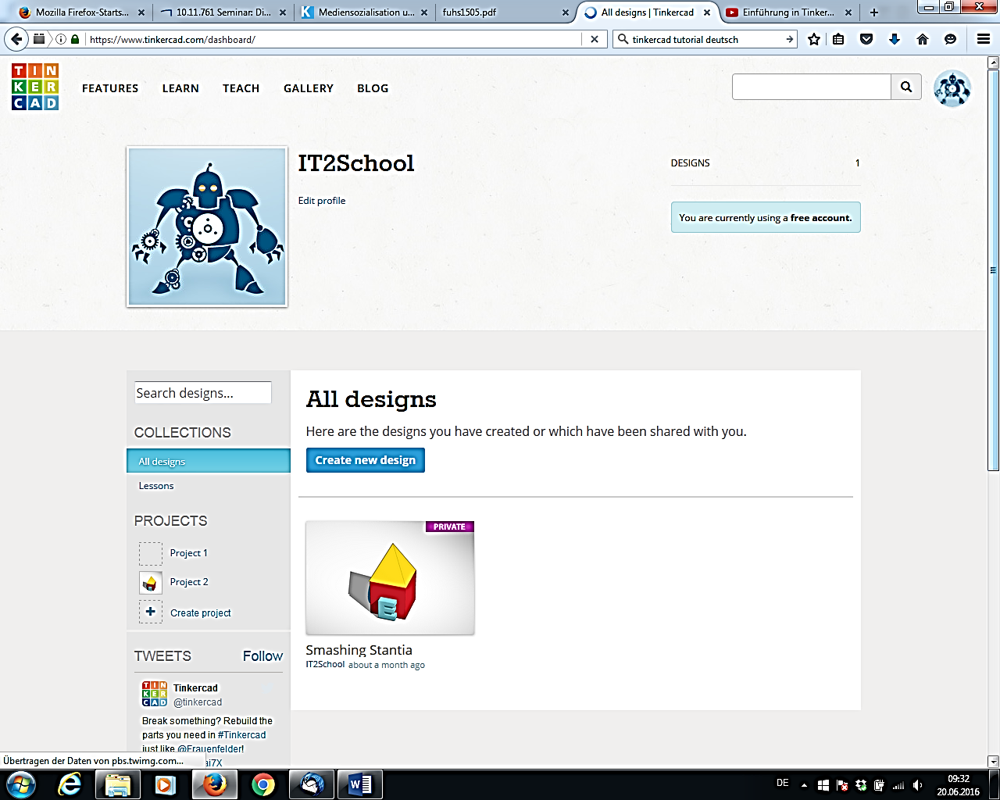 Mozilla Firefox-Starts...
10.11.761 Seminar: Di...
Mediensozialisation u...
fuhs1505.pdf
All designs | Tinkercad
Einführung in Tinker...
https://www.tinkercad.com/dashboard/
tinkercad tutorial deutsch
TIN
KER
CAD
FEATURES LEARN TEACH GALLERY BLOG
IT2School
Edit profile
DESIGNS 1
You are currently using a free account.
Search designs...
COLLECTIONS
All designs
Lessons
PROJECTS
Project 1
Project 2
Create project
TWEETS Follow
TIN
KER
CAD
Tinkercad
@tinkercad
Break something? Rebuild the
parts you need in #Tinkercad
just like @Frauenfelder!
ai7X
All designs
Here are the designs you have created or which have been shared with you.
Create new design
PRIVATE
E
Smashing Stantia
IT2School about a month ago
Übertragen der Daten von pbs.twimg.com...
DE
09:32
20.06.2016